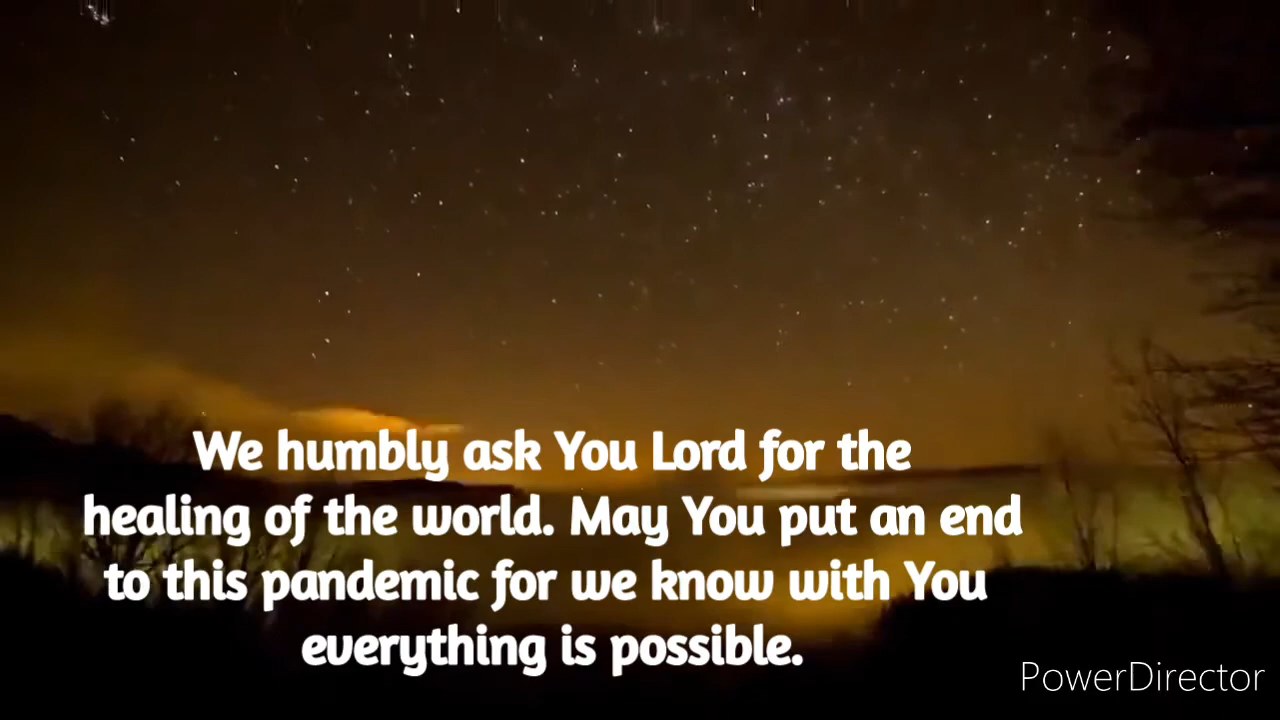 We humbly ask You Lord for the
healing of the world. May You put an end
to this pandemic for we know with You
everything is possible.
PowerDirector